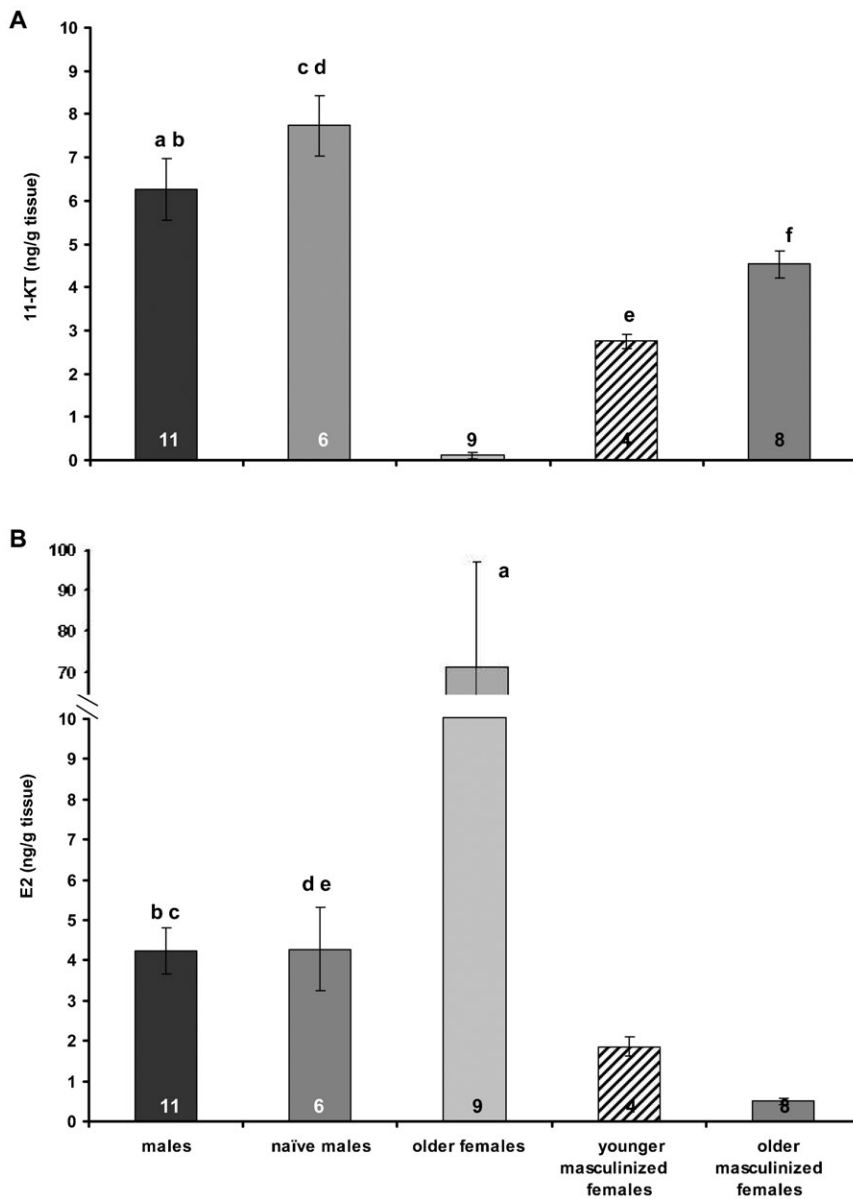 A
11-KT (ng/g tissue)
10
9
8
7
6
5
4
3
2
1
0
a b
c d
e
f
11
6
9
4
8
B
E2 (ng/g tissue)
100
90
80
70
10
9
8
7
6
5
4
3
2
1
0
a
b c
d e
11
6
9
4
8
males
naïve males
older females
younger
masculinized
females
older
masculinized
females